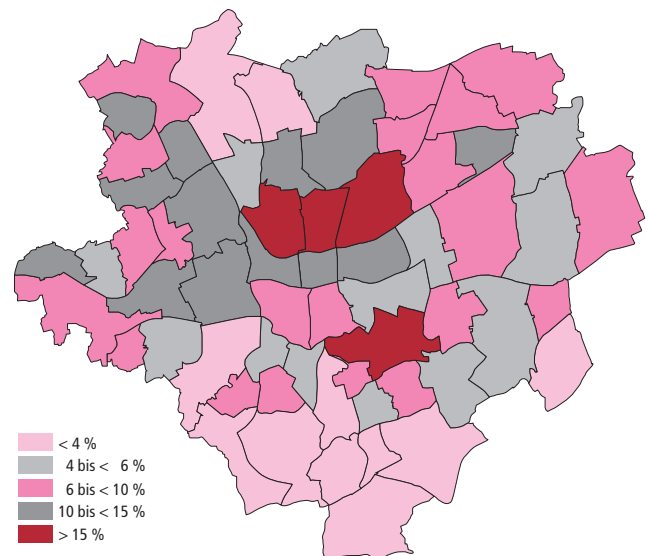 < 4 %
4 bis < 6 %
6 bis < 10 %
10 bis < 15 %
> 15 %